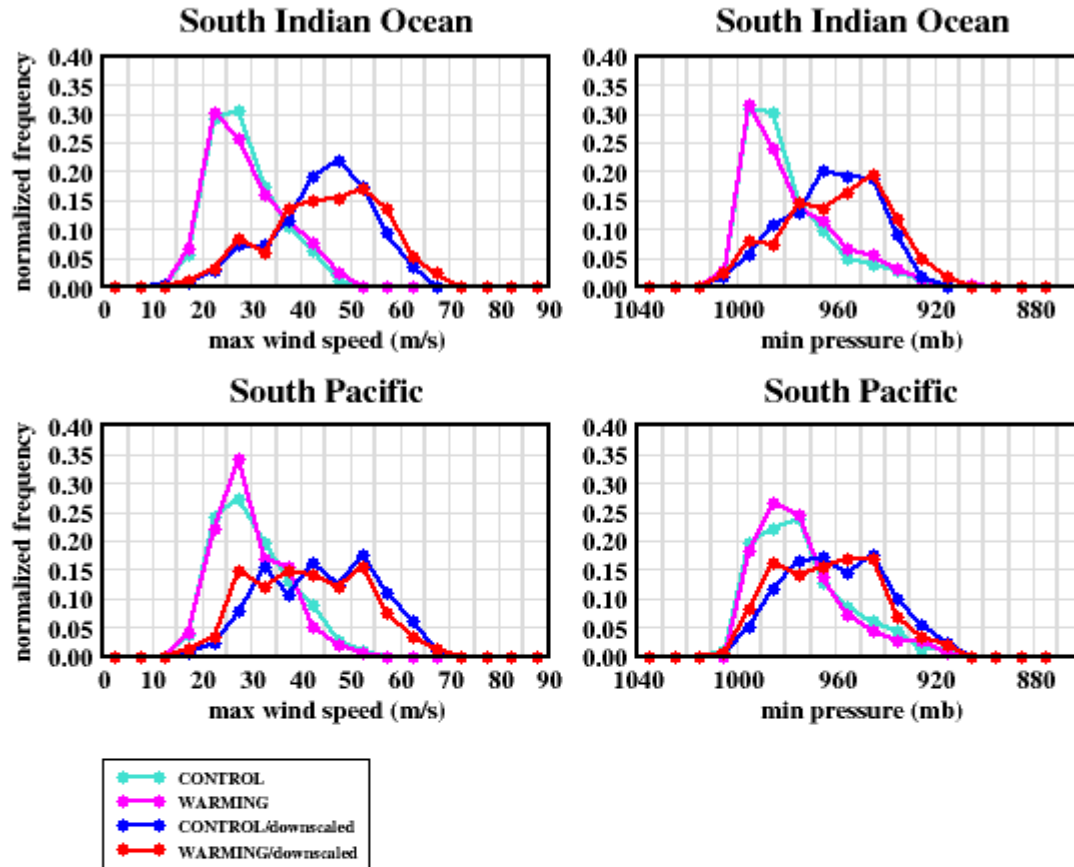 South Indian Ocean
normalized frequency
0.40
0.35
0.30
0.25
0.20
0.15
0.10
0.05
0.00
0 10 20 30 40 50 60 70 80 90
max wind speed (m/s)
South Indian Ocean
0.40
0.35
0.30
0.25
0.20
0.15
0.10
0.05
0.00
1040 1000 960 920 880
min pressure (mb)
South Pacific
normalized frequency
0.40
0.35
0.30
0.25
0.20
0.15
0.10
0.05
0.00
0 10 20 30 40 50 60 70 80 90
max wind speed (m/s)
South Pacific
0.40
0.35
0.30
0.25
0.20
0.15
0.10
0.05
0.00
1040 1000 960 920 880
min pressure (mb)
CONTROL
WARMING
CONTROL/downscaled
WARMING/downscaled